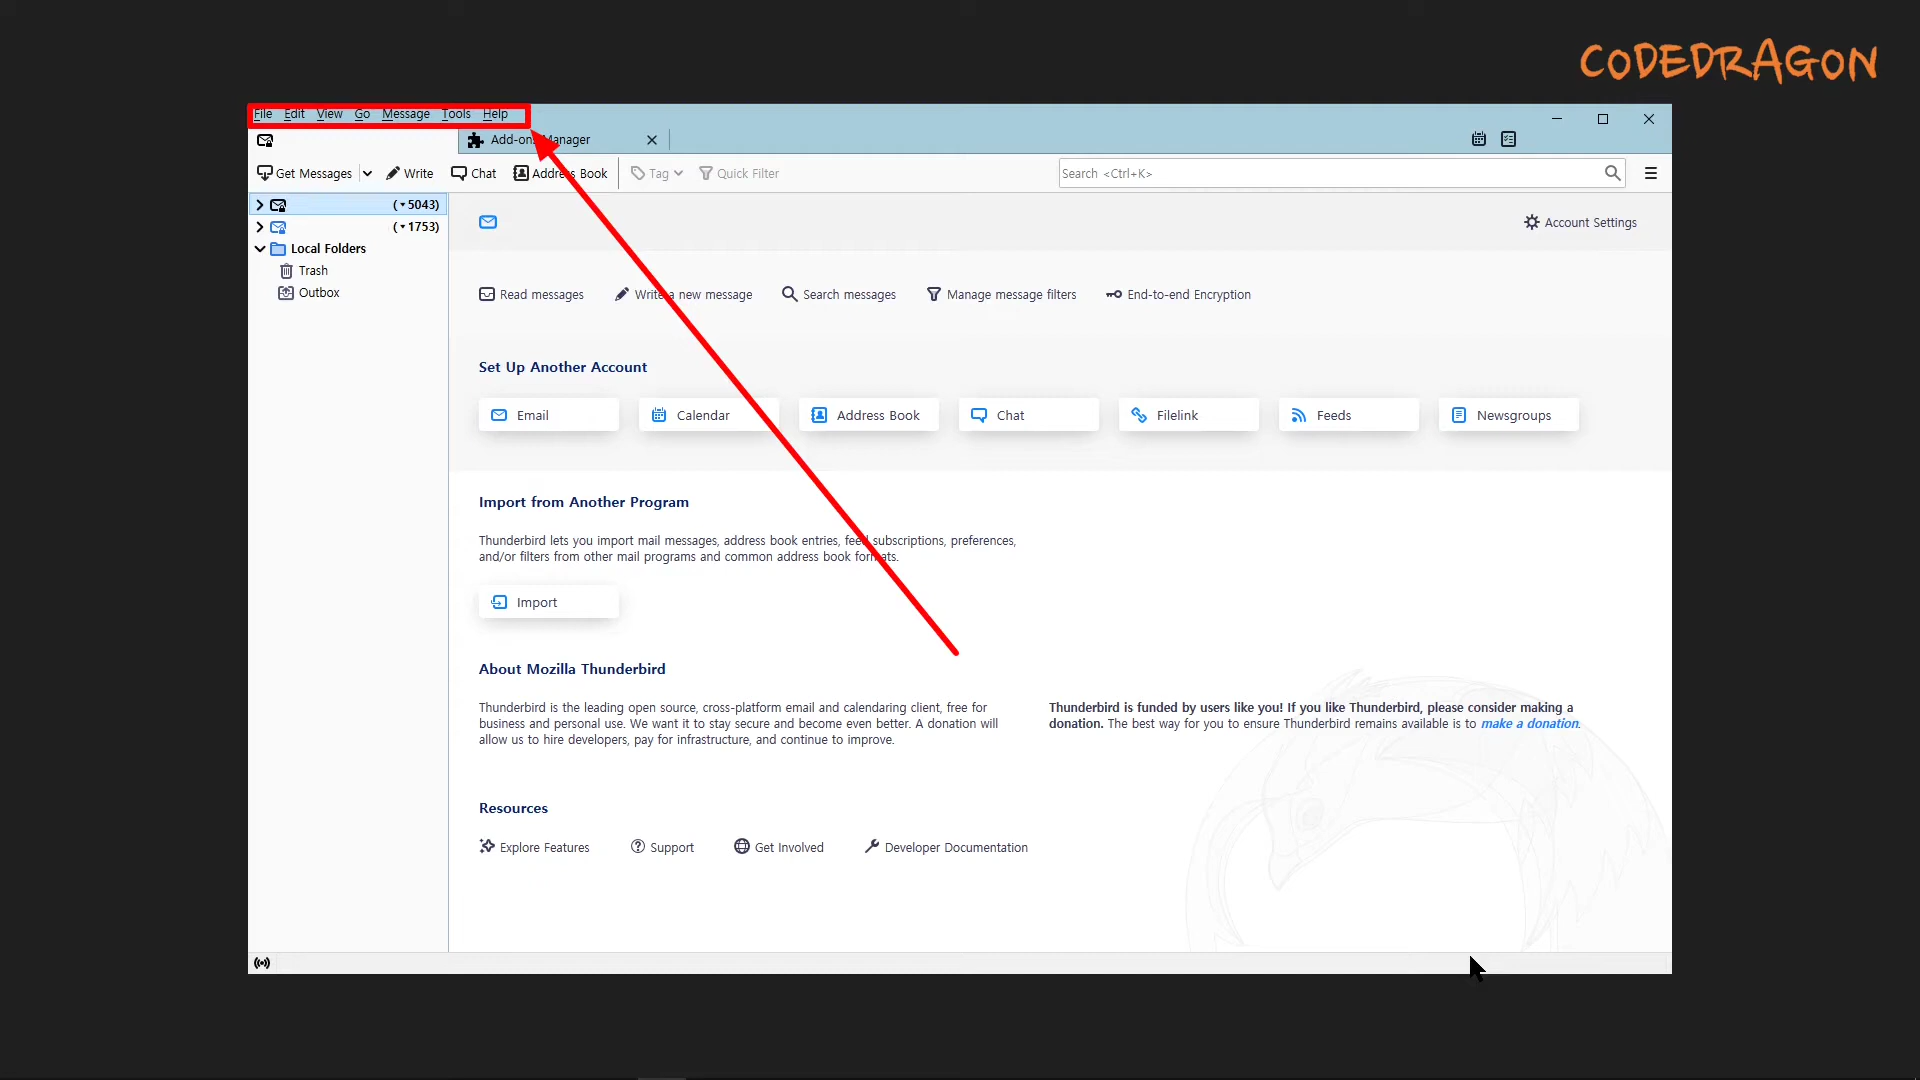 CODEDRAGON
File Edit View Go Message Tools Help
Add-ons Manager
Get Messages Write Chat Address Book Tag Quick Filter Search <Ctrl+K>
(5043)
(1753)
Local Folders
Trash
Outbox
Account Settings
Read messages Write a new message Search messages Manage message filters End-to-end Encryption
Set Up Another Account
Email Calendar Address Book Chat Filelink Feeds Newsgroups
Import from Another Program
Thunderbird lets you import mail messages, address book entries, feed subscriptions, preferences,
and/or filters from other mail programs and common address book formats.
Import
About Mozilla Thunderbird
Thunderbird is the leading open source, cross-platform email and calendaring client, free for
business and personal use. We want it to stay secure and become even better. A donation will
allow us to hire developers, pay for infrastructure, and continue to improve.
Thunderbird is funded by users like you! If you like Thunderbird, please consider making a
donation. The best way for you to ensure Thunderbird remains available is to make a donation.
Resources
Explore Features Support Get Involved Developer Documentation